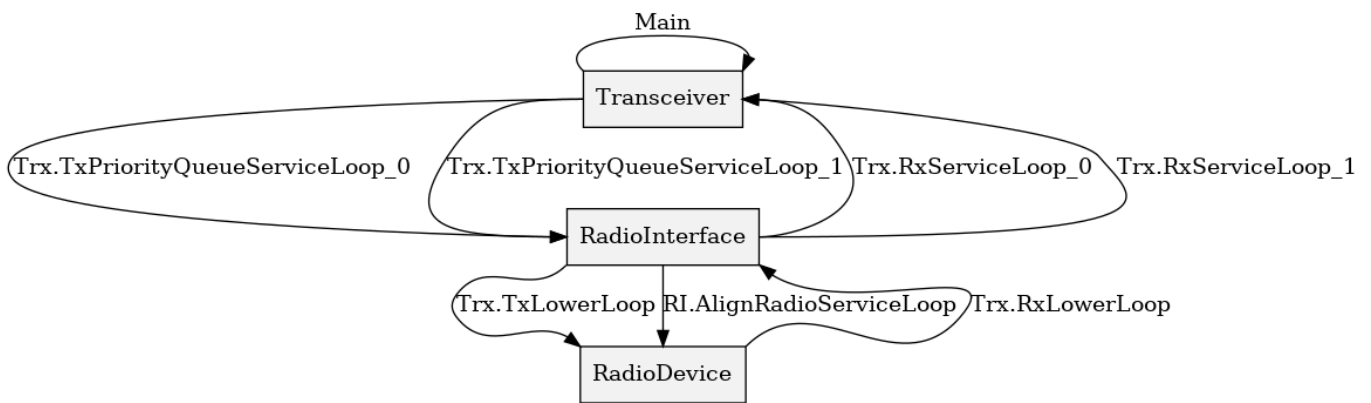 Main
Transceiver
Trx.TxPriorityQueueServiceLoop_0
Trx.TxPriorityQueueServiceLoop_1
Trx.RxServiceLoop_0
Trx.RxServiceLoop_1
RadioInterface
Trx.TxLowerLoop
RI.AlignRadioServiceLoop
Trx.RxLowerLoop
RadioDevice